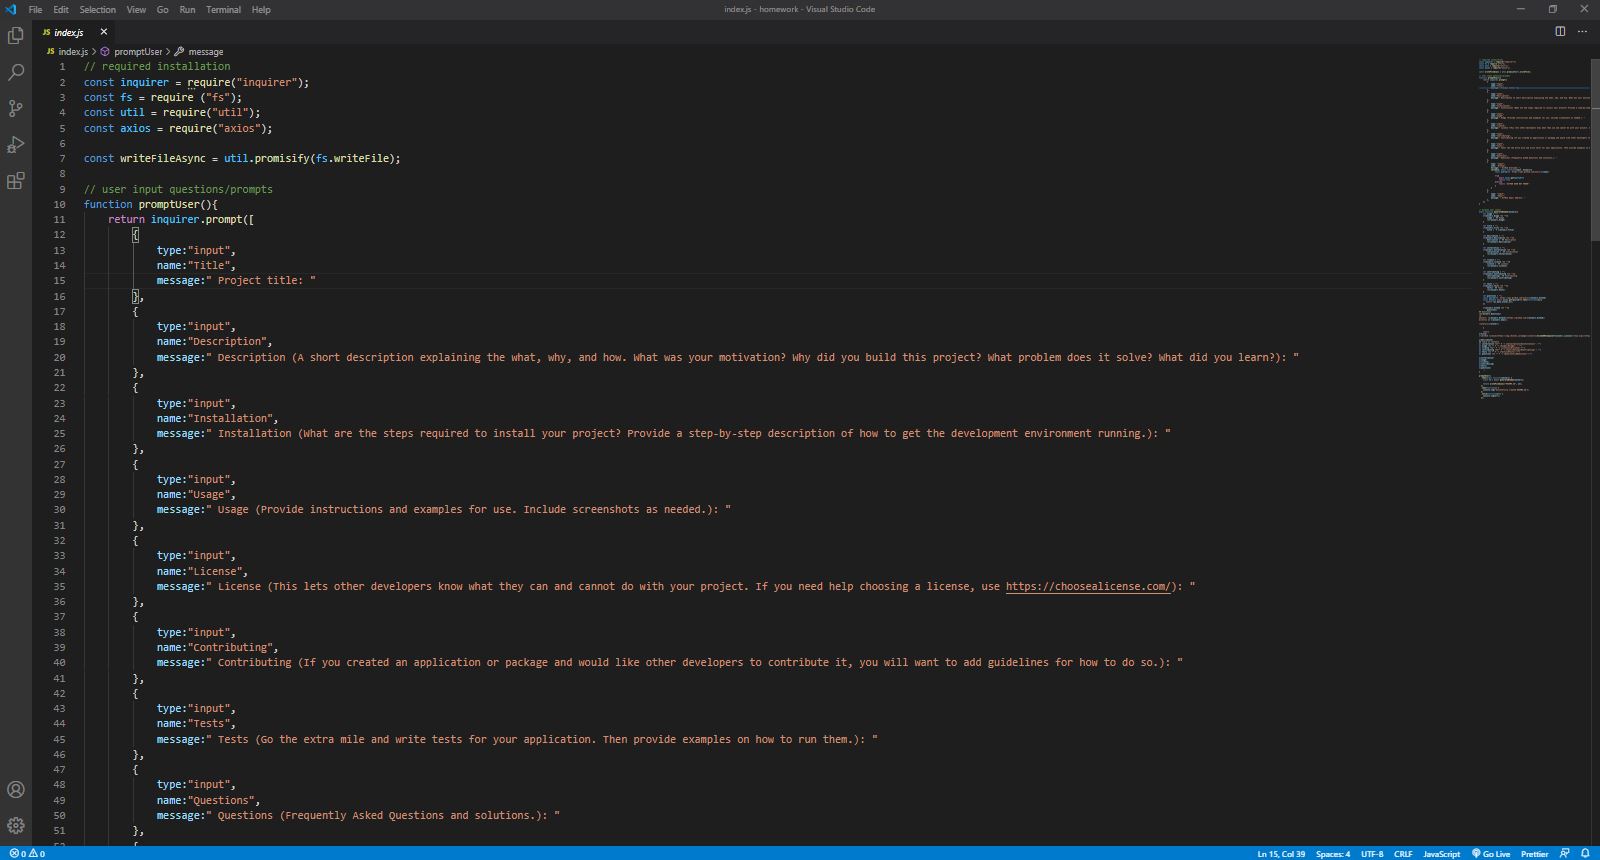 File Edit Selection View Go Run Terminal Help
index.js - homework - Visual Studio Code
JS index.js
JS index.js > promptUser > message
1 // required installation
2 const inquirer = require("inquirer");
3 const fs = require ("fs");
4 const util = require("util");
5 const axios = require("axios");
6
7 const writeFileAsync = util.promisify(fs.writeFile);
8
9 // user input questions/prompts
10 function promptUser(){
11 return inquirer.prompt([
12 {
13 type:"input",
14 name:"Title",
15 message:" Project title: "
16 },
17 {
18 type:"input",
19 name:"Description",
20 message:" Description (A short description explaining the what, why, and how. What was your motivation? Why did you build this project? What problem does it solve? What did you learn?): "
21 },
22 {
23 type:"input",
24 name:"Installation",
25 message:" Installation (What are the steps required to install your project? Provide a step-by-step description of how to get the development environment running.): "
26 },
27 {
28 type:"input",
29 name:"Usage",
30 message:" Usage (Provide instructions and examples for use. Include screenshots as needed.): "
31 },
32 {
33 type:"input",
34 name:"License",
35 message:" License (This lets other developers know what they can and cannot do with your project. If you need help choosing a license, use https://choosealicense.com/): "
36 },
37 {
38 type:"input",
39 name:"Contributing",
40 message:" Contributing (If you created an application or package and would like other developers to contribute it, you will want to add guidelines for how to do so.): "
41 },
42 {
43 type:"input",
44 name:"Tests",
45 message:" Tests (Go the extra mile and write tests for your application. Then provide examples on how to run them.): "
46 },
47 {
48 type:"input",
49 name:"Questions",
50 message:" Questions (Frequently Asked Questions and solutions.): "
51 },
0 0 Ln 15, Col 39 Spaces: 4 UTF-8 CRLF JavaScript Go Live Prettier